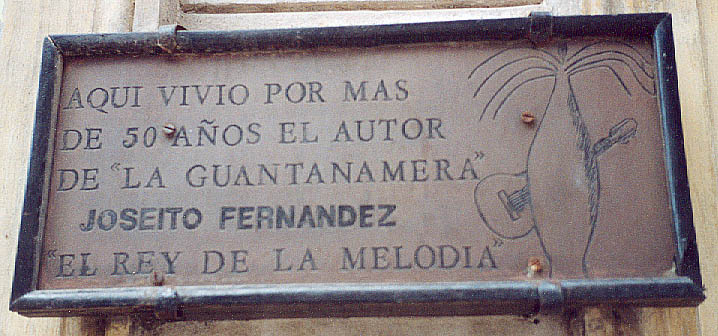 AQUI VIVIO POR MAS
DE 50 AÑOS EL AUTOR
DE "LA GUANTANAMERA"
JOSEITO FERNANDEZ
"EL REY DE LA MELODIA"